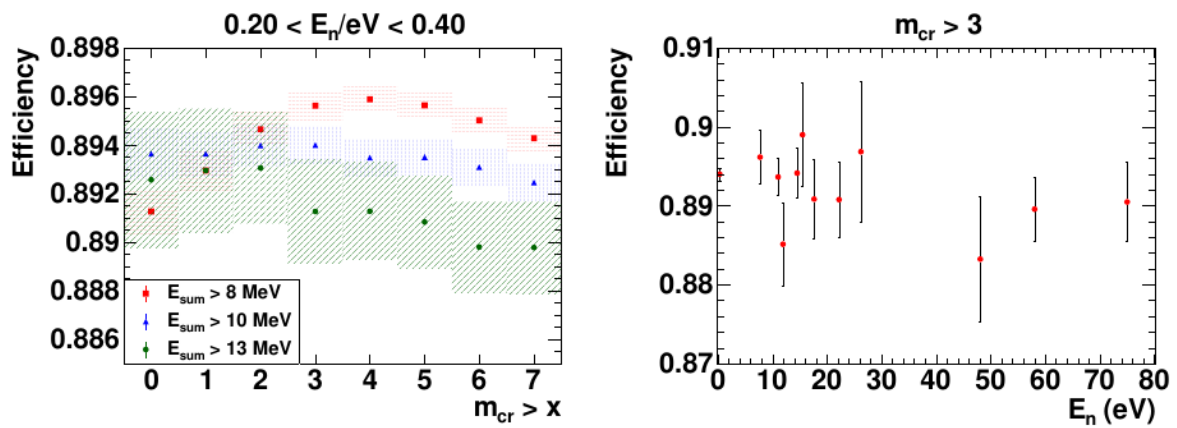 0.20 < Eₙ/eV < 0.40
Efficiency
0.898
0.896
0.894
0.892
0.89
0.888
0.886
E_sum > 8 MeV
E_sum > 10 MeV
E_sum > 13 MeV
0 1 2 3 4 5 6 7
m_cr > x
m_cr > 3
Efficiency
0.91
0.9
0.89
0.88
0.87
0 10 20 30 40 50 60 70 80
Eₙ (eV)